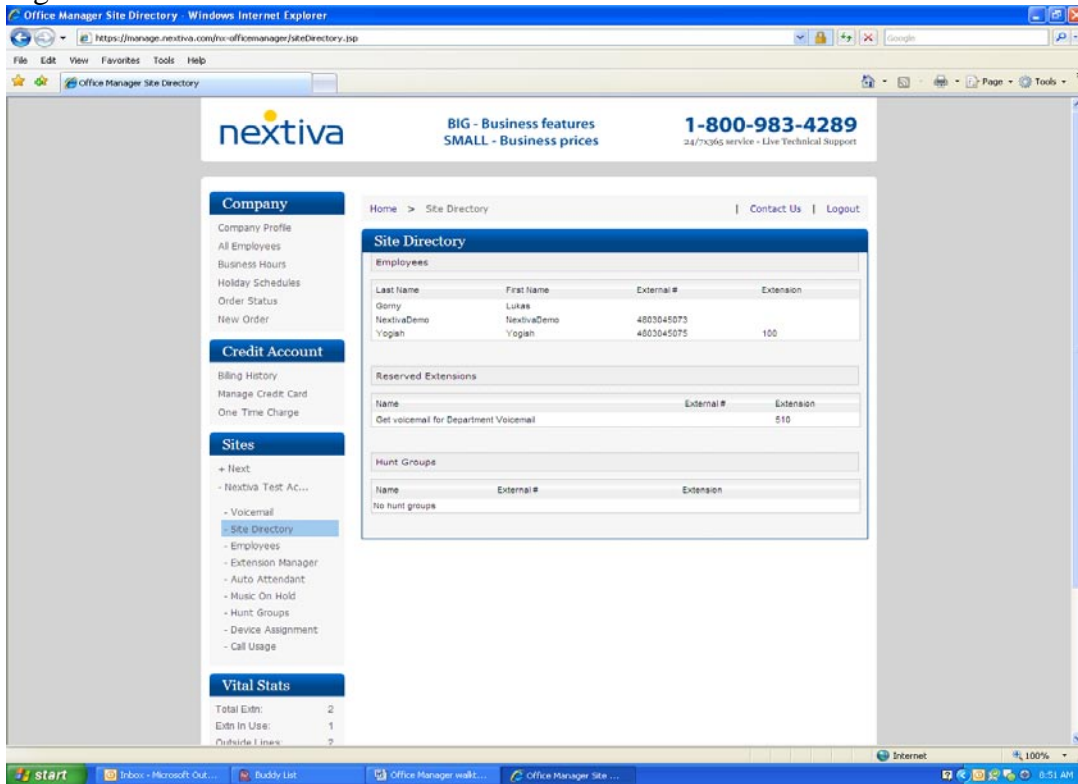 Office Manager Site Directory - Windows Internet Explorer
https://manage.nextiva.com/nx-officemanager/siteDirectory.jsp
Google
File Edit View Favorites Tools Help
Office Manager Site Directory
Page Tools
nextiva
BIG - Business features
SMALL - Business prices
1-800-983-4289
24/7x365 service - Live Technical Support
Company
Company Profile
All Employees
Business Hours
Holiday Schedules
Order Status
New Order
Credit Account
Billing History
Manage Credit Card
One Time Charge
Sites
+ Next
- Nextiva Test Ac...
- Voicemail
- Site Directory
- Employees
- Extension Manager
- Auto Attendant
- Music On Hold
- Hunt Groups
- Device Assignment
- Call Usage
Vital Stats
Total Extn: 2
Extn In Use: 1
Outside Lines: 2
Home > Site Directory | Contact Us | Logout
Site Directory
Employees
Last Name First Name External # Extension
Gorny Lukas
NextivaDemo NextivaDemo 4803045073
Yogish Yogish 4803045075 100
Reserved Extensions
Name External # Extension
Get voicemail for Department Voicemail 510
Hunt Groups
Name External # Extension
No hunt groups
Internet 100%
start Inbox - Microsoft Out... Buddy List Office Manager walkt... Office Manager Site ... 8:51 AM